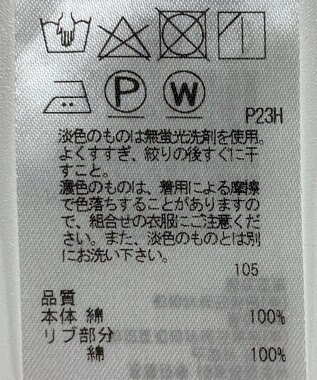 P
W
P23H
淡色のものは無蛍光洗剤を使用。
よくすすぎ、絞りの後すぐに干
すこと。
濃色のものは、着用による摩擦
で色落ちすることがありますの
で、組合せの衣服にご注意くだ
さい。また、淡色のものとは別
にお洗い下さい。
105
品質
本体 綿 100%
リブ部分
綿 100%